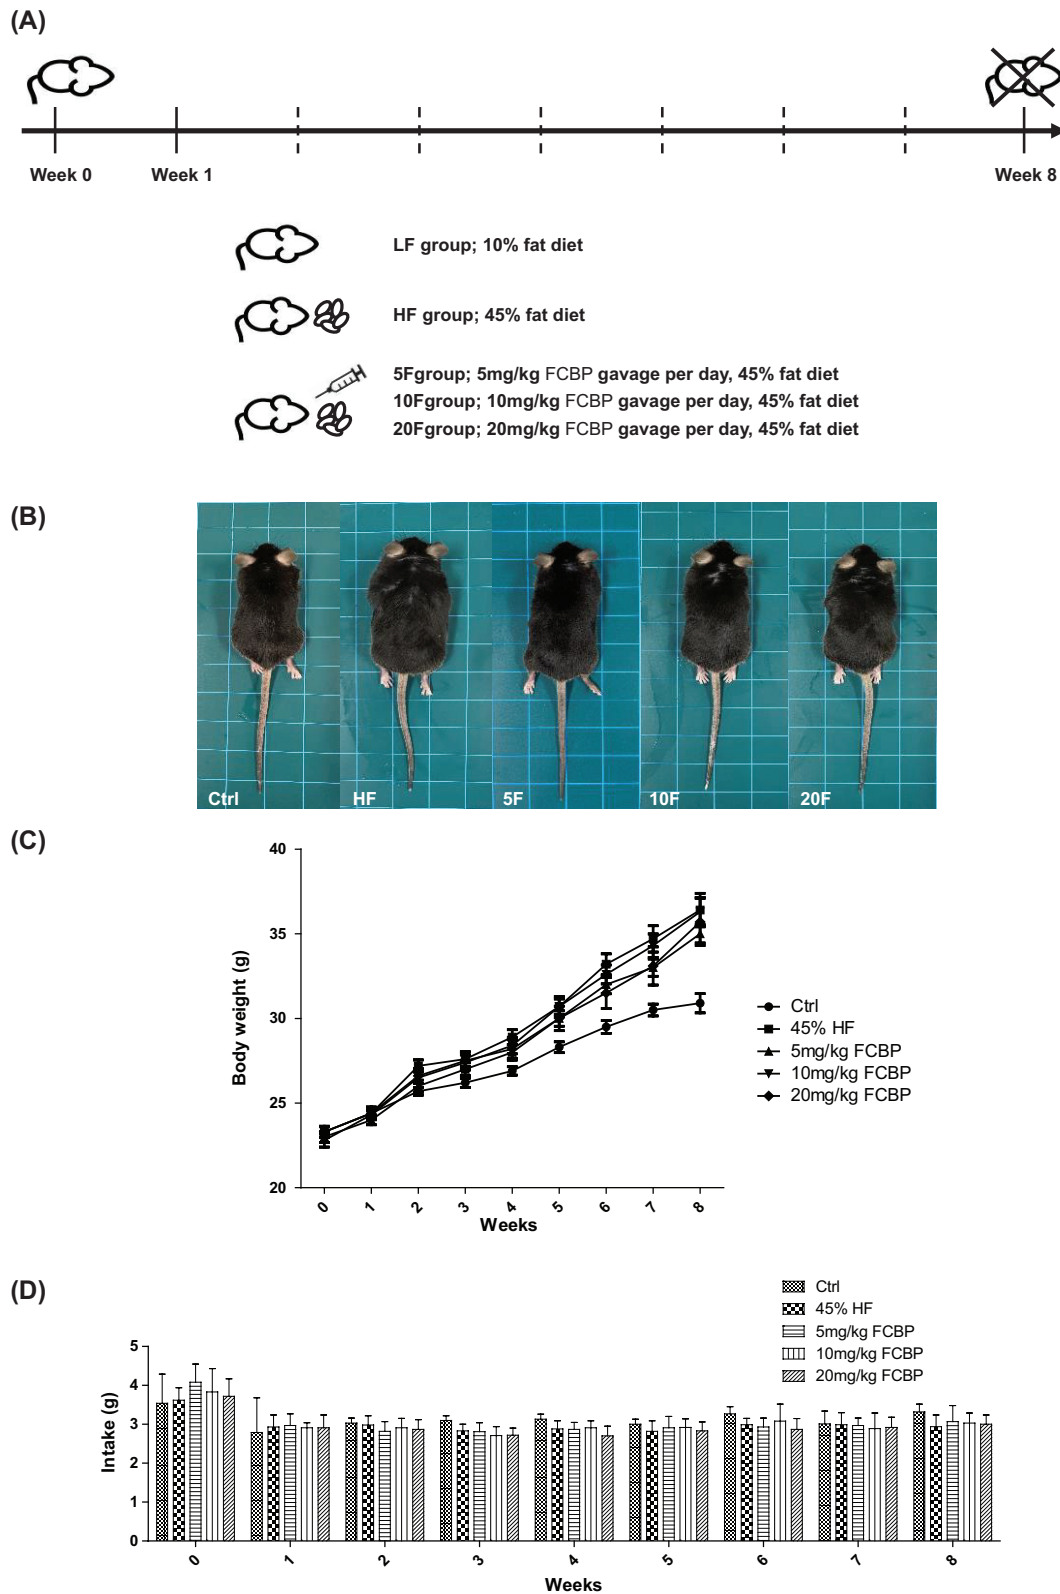 (A)
Week 0
Week 1
Week 8
LF group; 10% fat diet
HF group; 45% fat diet
5Fgroup; 5mg/kg FCBP gavage per day, 45% fat diet
10Fgroup; 10mg/kg FCBP gavage per day, 45% fat diet
20Fgroup; 20mg/kg FCBP gavage per day, 45% fat diet
(B)
Ctrl
HF
5F
10F
20F
(C)
40
35
30
25
20
Body weight (g)
0
1
2
3
4
5
6
7
8
Weeks
Ctrl
45% HF
5mg/kg FCBP
10mg/kg FCBP
20mg/kg FCBP
(D)
Ctrl
45% HF
5mg/kg FCBP
10mg/kg FCBP
20mg/kg FCBP
5
4
3
2
1
0
Intake (g)
0
1
2
3
4
5
6
7
8
Weeks